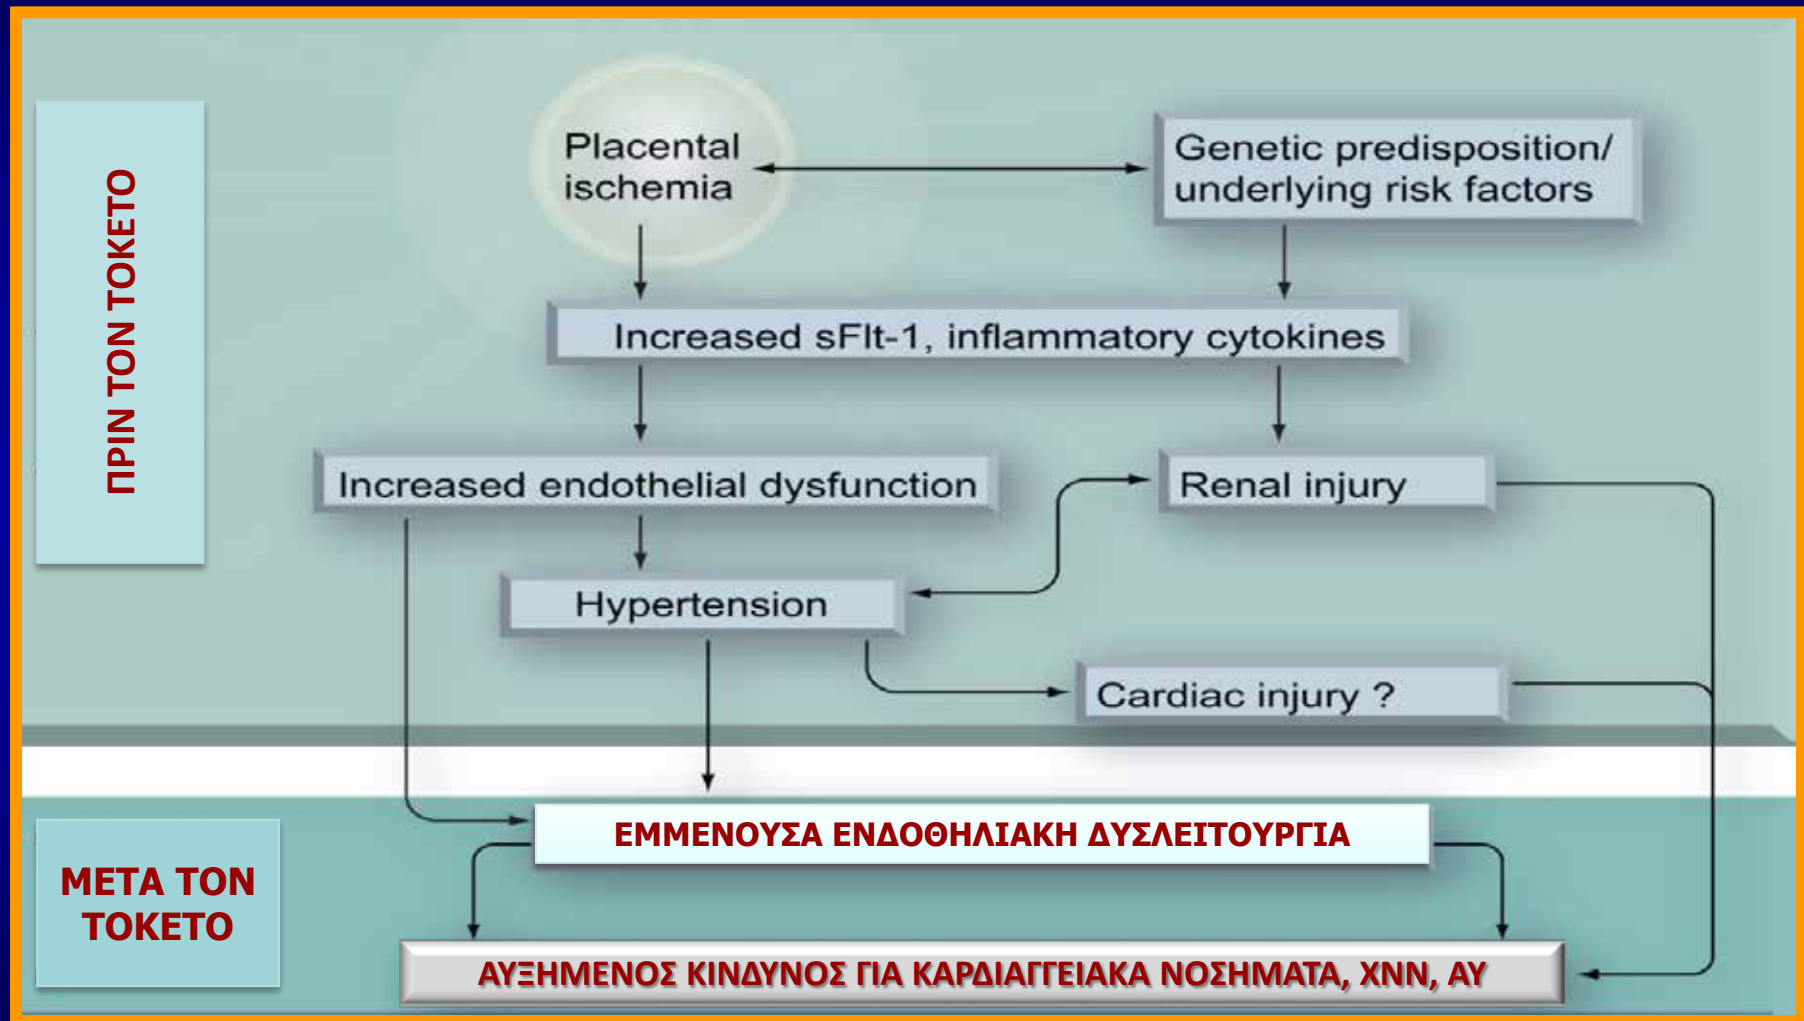 ΠΡΙΝ ΤΟΝ ΤΟΚΕΤΟ
Placental
ischemia
Genetic predisposition/
underlying risk factors
Increased sFlt-1, inflammatory cytokines
Increased endothelial dysfunction
Renal injury
Hypertension
Cardiac injury ?
ΕΜΜΕΝΟΥΣΑ ΕΝΔΟΘΗΛΙΑΚΗ ΔΥΣΛΕΙΤΟΥΡΓΙΑ
ΜΕΤΑ ΤΟΝ
ΤΟΚΕΤΟ
ΑΥΞΗΜΕΝΟΣ ΚΙΝΔΥΝΟΣ ΓΙΑ ΚΑΡΔΙΑΓΓΕΙΑΚΑ ΝΟΣΗΜΑΤΑ, ΧΝΝ, ΑΥ